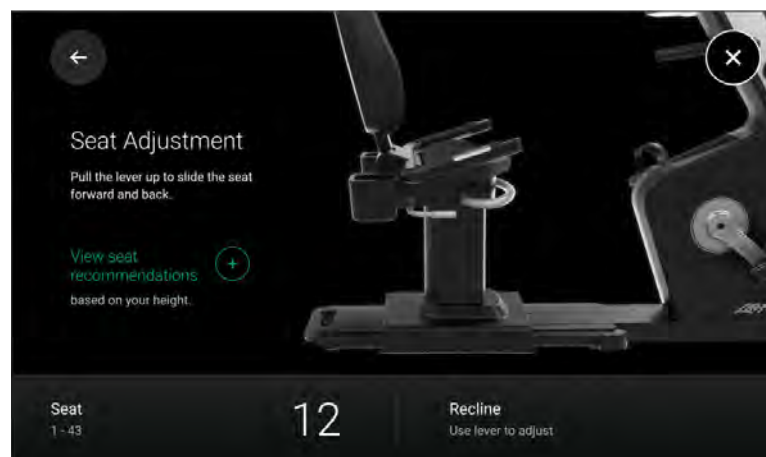 Seat Adjustment
Pull the lever up to slide the seat
forward and back.
View seat
recommendations
based on your height.
Seat
1 - 43
12
Recline
Use lever to adjust